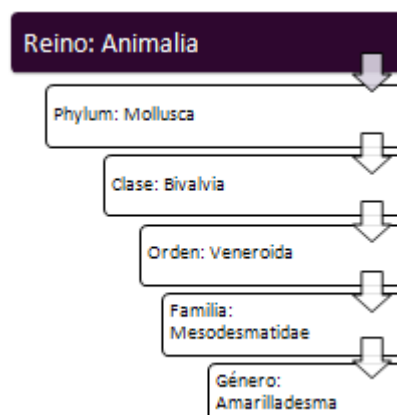 Reino: Animalia
Phylum: Mollusca
Clase: Bivalvia
Orden: Veneroida
Familia:
Mesodesmatidae
Género:
Amarilladesma